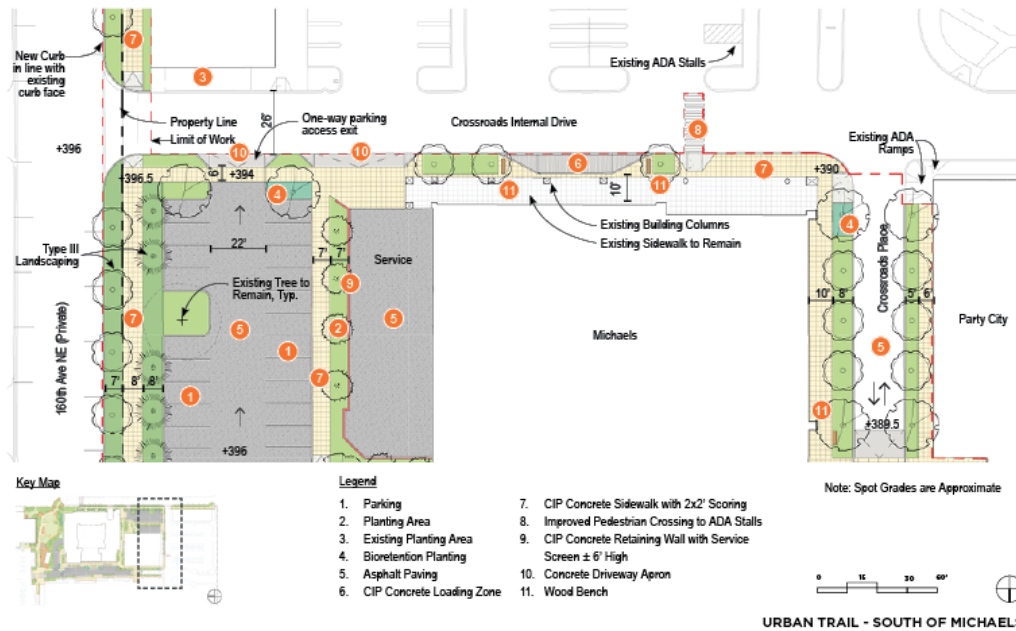 7
New Curb
in line with
existing
curb face
3
Existing ADA Stalls
Property Line
Limit of Work
26'
One-way parking
access exit
Crossroads Internal Drive
8
Existing ADA
Ramps
+396
10
10
6
7
+390
+396.5
6'
+394
4
11
10'
11
4
Existing Building Columns
Existing Sidewalk to Remain
Type III
Landscaping
22'
7'
7'
Service
9
Existing Tree to
Remain, Typ.
10'
8'
Crossroads Place
5'
6'
7
5
2
5
Michaels
5
Party City
160th Ave NE (Private)
1
7'
8'
8'
1
7
11
+389.5
+396
Key Map
Legend
1. Parking
2. Planting Area
3. Existing Planting Area
4. Bioretention Planting
5. Asphalt Paving
6. CIP Concrete Loading Zone
7. CIP Concrete Sidewalk with 2x2' Scoring
8. Improved Pedestrian Crossing to ADA Stalls
9. CIP Concrete Retaining Wall with Service
Screen ± 6' High
10. Concrete Driveway Apron
11. Wood Bench
Note: Spot Grades are Approximate
0 15 30 60'
URBAN TRAIL - SOUTH OF MICHAELS